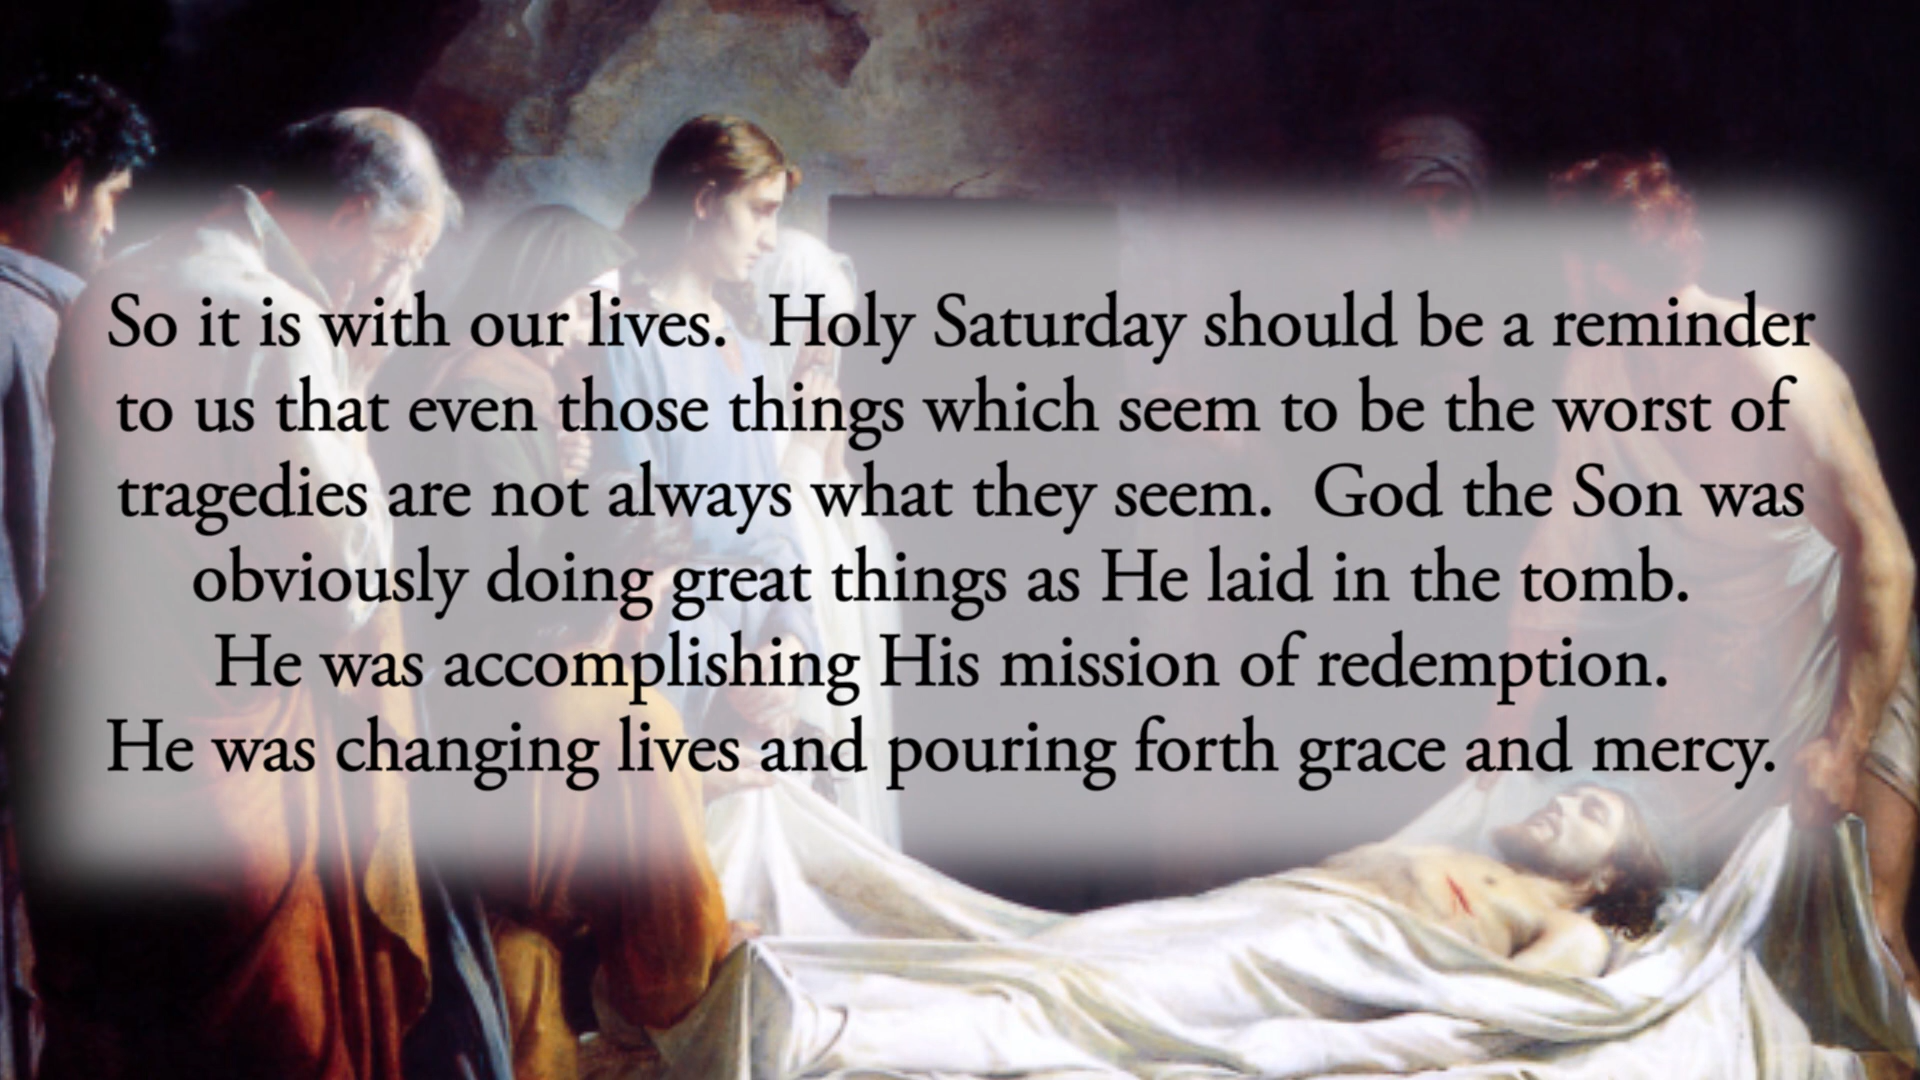 So it is with our lives.  Holy Saturday should be a reminder
to us that even those things which seem to be the worst of
tragedies are not always what they seem.  God the Son was
obviously doing great things as He laid in the tomb.
He was accomplishing His mission of redemption.
He was changing lives and pouring forth grace and mercy.